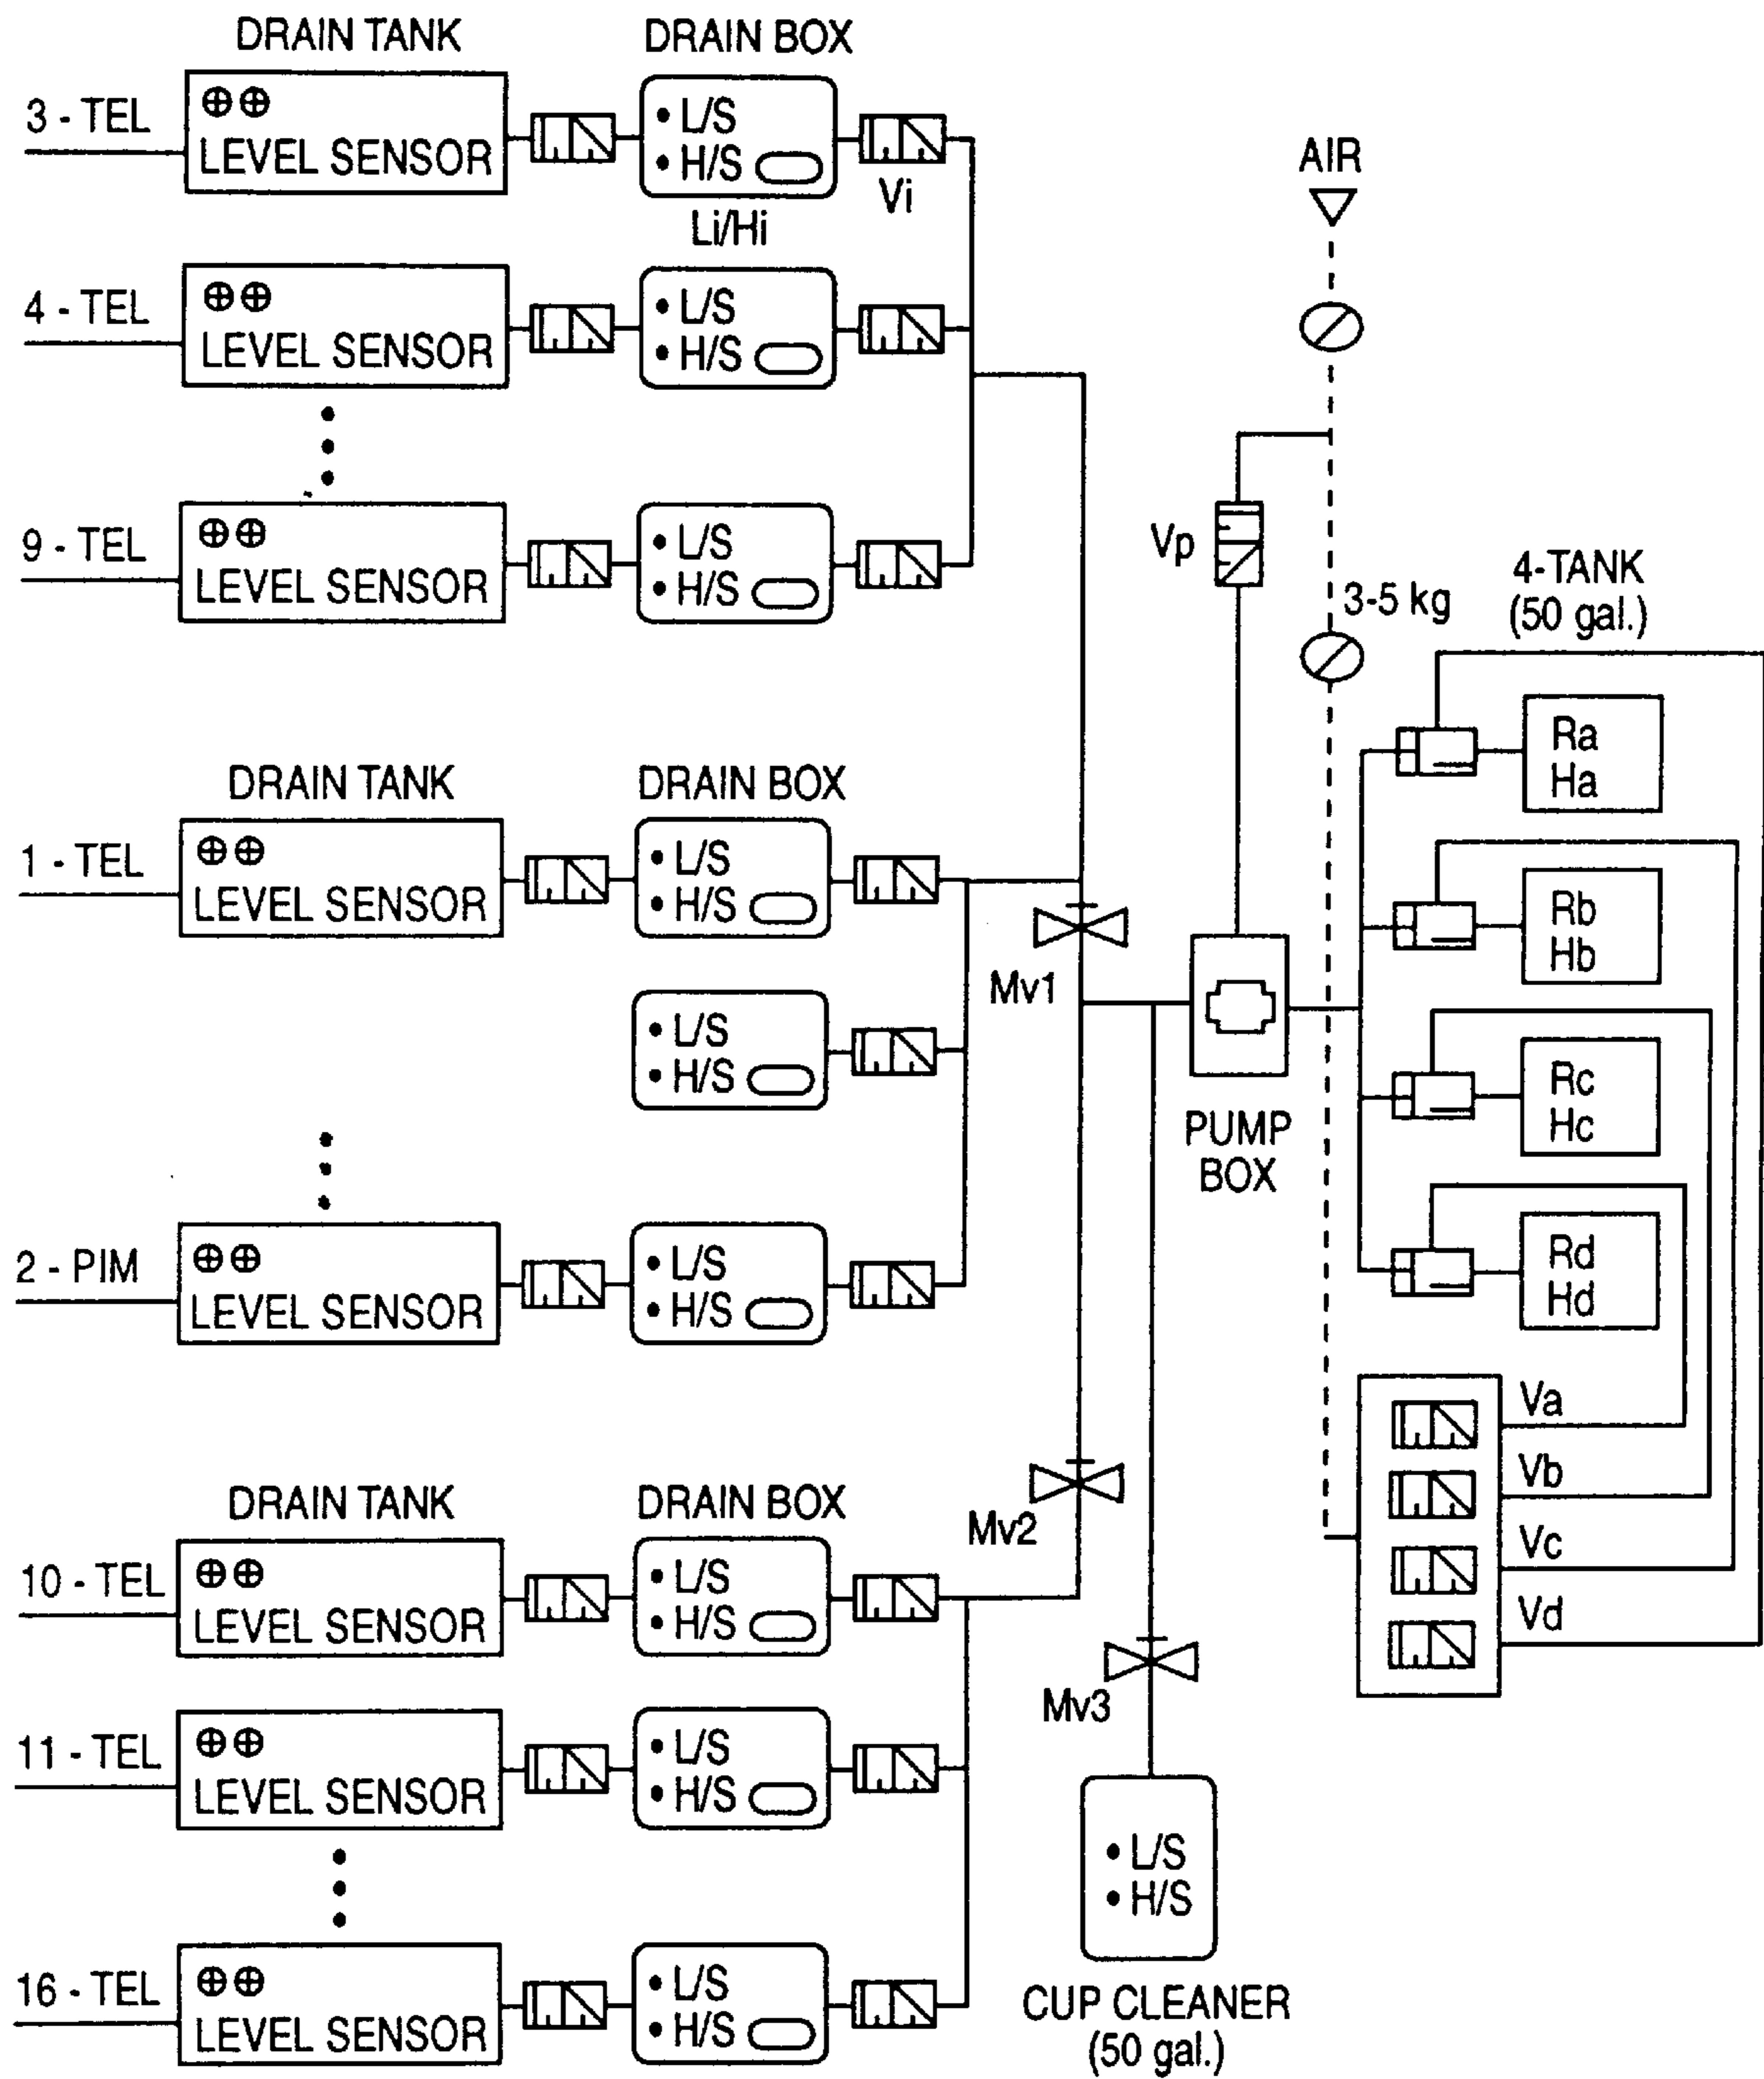 DRAIN TANK
DRAIN BOX
3 - TEL
LEVEL SENSOR
• L/S
• H/S
Li/Hi
Vi
4 - TEL
LEVEL SENSOR
• L/S
• H/S
9 - TEL
LEVEL SENSOR
• L/S
• H/S
DRAIN TANK
DRAIN BOX
1 - TEL
LEVEL SENSOR
• L/S
• H/S
• L/S
• H/S
2 - PIM
LEVEL SENSOR
• L/S
• H/S
DRAIN TANK
DRAIN BOX
10 - TEL
LEVEL SENSOR
• L/S
• H/S
11 - TEL
LEVEL SENSOR
• L/S
• H/S
16 - TEL
LEVEL SENSOR
• L/S
• H/S
Mv1
Mv2
Mv3
• L/S
• H/S
CUP CLEANER
(50 gal.)
AIR
Vp
3-5 kg
PUMP
BOX
4-TANK
(50 gal.)
Ra
Ha
Rb
Hb
Rc
Hc
Rd
Hd
Va
Vb
Vc
Vd